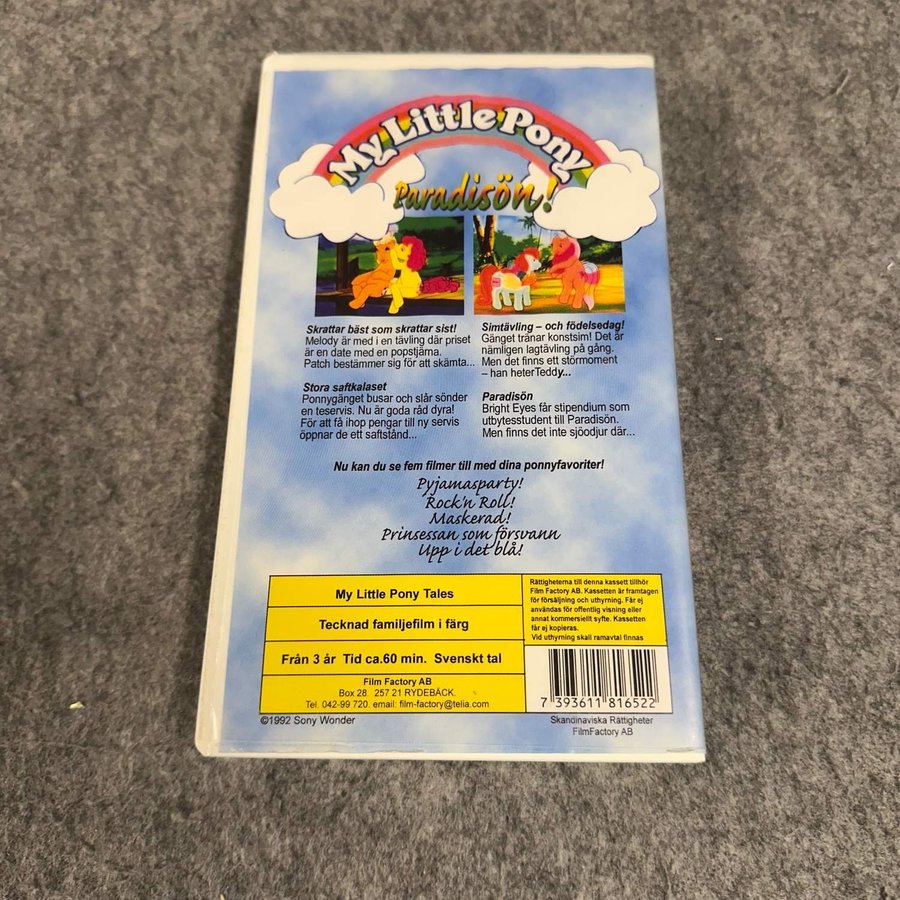 My Little Pony
Paradisön!
Skrattar bäst som skrattar sist!
Melody är med i en tävling där priset
är en date med en popstjärna.
Patch bestämmer sig för att skämta...
Simtävling – och födelsedag!
Gänget tränar konstsim! Det är
nämligen lagtävling på gång.
Men det finns ett störmoment
– han heterTeddy...
Stora saftkalaset
Ponnygänget busar och slår sönder
en teservis. Nu är goda råd dyra!
För att få ihop pengar till ny servis
öppnar de ett saftstånd...
Paradisön
Bright Eyes får stipendium som
utbytesstudent till Paradisön.
Men finns det inte sjöodjur där...
Nu kan du se fem filmer till med dina ponnyfavoriter!
Pyjamasparty!
Rock'n Roll!
Maskerad!
Prinsessan som försvann
Upp i det blå!
My Little Pony Tales
Tecknad familjefilm i färg
Från 3 år Tid ca.60 min. Svenskt tal
Film Factory AB
Box 28. 257 21 RYDEBÄCK.
Tel. 042-99 720. email: film-factory@telia.com
Rättigheterna till denna kassett tillhör
Film Factory AB. Kassetten är framtagen
för försäljning och uthyrning. Får ej
användas för offentlig visning eller
annat kommersiellt syfte. Kassetten
får ej kopieras.
Vid uthyrning skall ramavtal finnas
7 393611 816522
©1992 Sony Wonder
Skandinaviska Rättigheter
FilmFactory AB